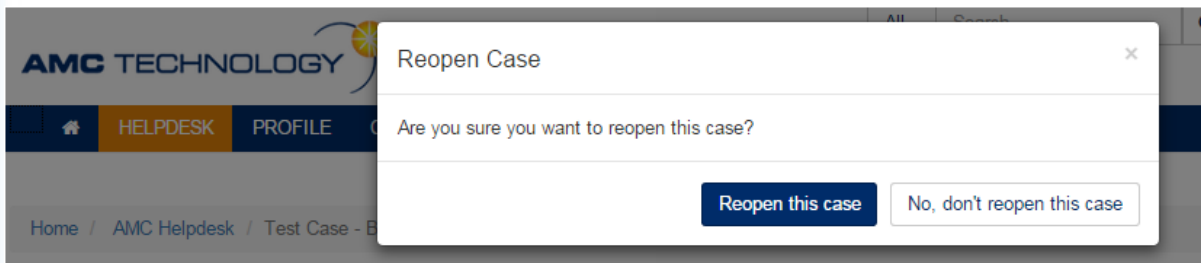 All Search
AMC TECHNOLOGY
Reopen Case ×
HELPDESK PROFILE
Are you sure you want to reopen this case?
Reopen this case No, don't reopen this case
Home / AMC Helpdesk / Test Case - B